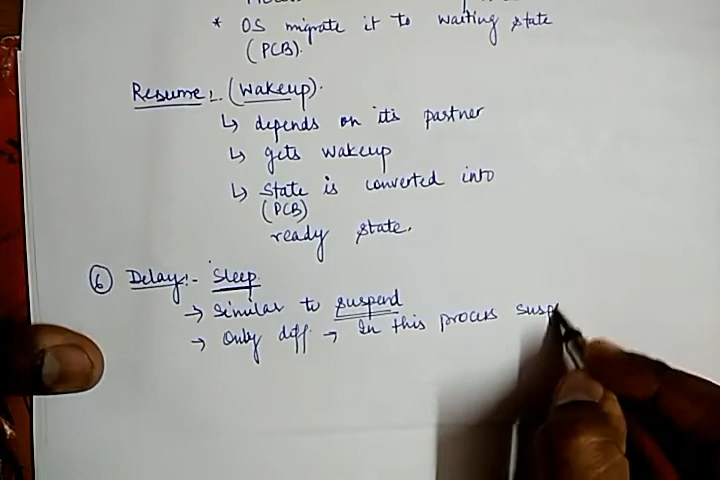 * OS migrate it to waiting state
(PCB).
Resume :. (Wakeup).
↳ depends on its partner
↳ gets wakeup
↳ State is converted into
(PCB)
ready state.
⑥ Delay :- Sleep.
→ Similar to suspend
→ Only diff. → In this process susp